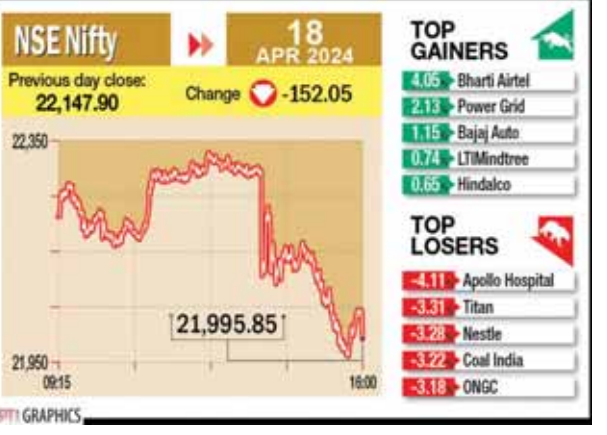 NSE Nifty
18
APR 2024
Previous day close:
22,147.90
Change -152.05
22,350
21,995.85
21,950
09:15
16:00
TOP
GAINERS
4.05 Bharti Airtel
2.13 Power Grid
1.15 Bajaj Auto
0.74 LTIMindtree
0.65 Hindalco
TOP
LOSERS
-4.11 Apollo Hospital
-3.31 Titan
-3.28 Nestle
-3.22 Coal India
-3.18 ONGC
PTI GRAPHICS